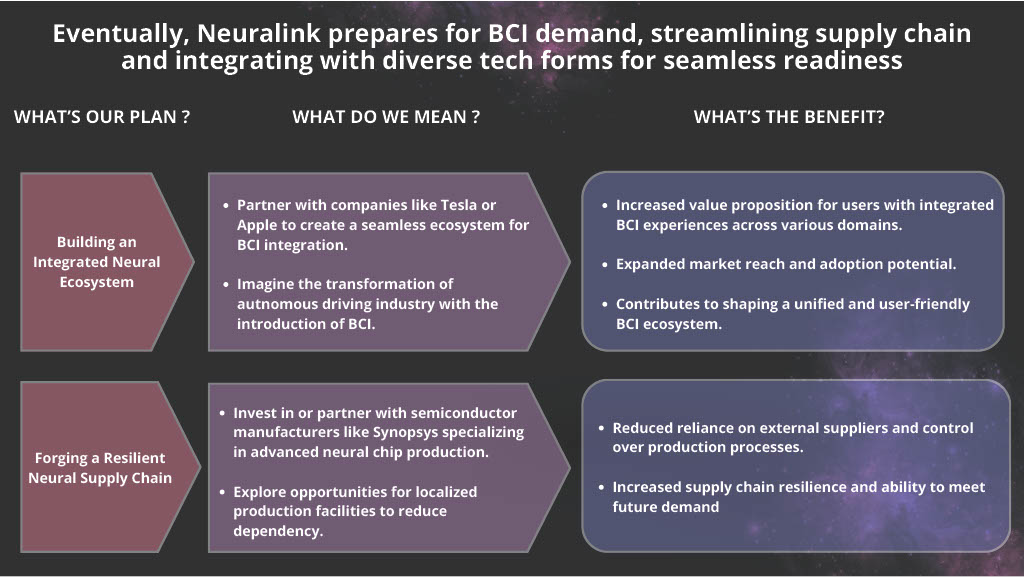 Eventually, Neuralink prepares for BCI demand, streamlining supply chain
and integrating with diverse tech forms for seamless readiness
WHAT'S OUR PLAN ?
WHAT DO WE MEAN ?
WHAT'S THE BENEFIT?
Building an
Integrated Neural
Ecosystem
• Partner with companies like Tesla or
Apple to create a seamless ecosystem for
BCI integration.
• Imagine the transformation of
autnomous driving industry with the
introduction of BCI.
• Increased value proposition for users with integrated
BCI experiences across various domains.
• Expanded market reach and adoption potential.
• Contributes to shaping a unified and user-friendly
BCI ecosystem.
Forging a Resilient
Neural Supply Chain
• Invest in or partner with semiconductor
manufacturers like Synopsys specializing
in advanced neural chip production.
• Explore opportunities for localized
production facilities to reduce
dependency.
• Reduced reliance on external suppliers and control
over production processes.
• Increased supply chain resilience and ability to meet
future demand